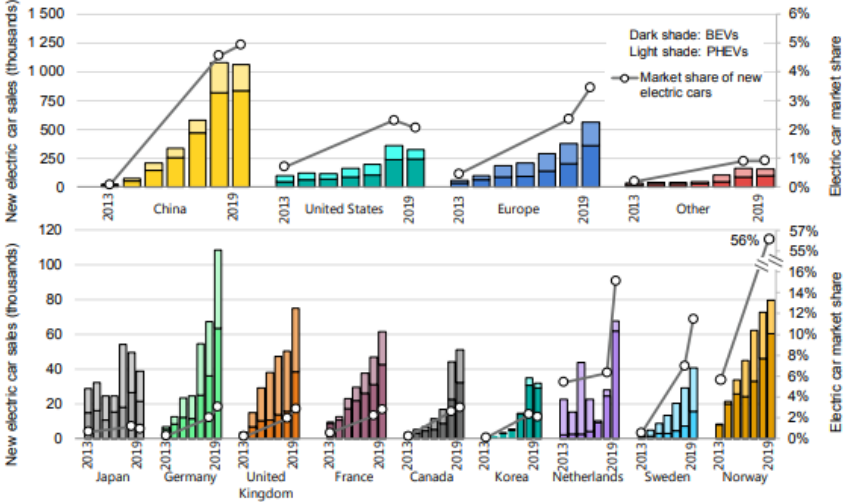 New electric car sales (thousands)
1 500
1 250
1 000
750
500
250
0
6%
5%
4%
3%
2%
1%
0%
Electric car market share
Dark shade: BEVs
Light shade: PHEVs
Market share of new
electric cars
2013
2019
China
2013
2019
United States
2013
2019
Europe
2013
2019
Other
New electric car sales (thousands)
120
100
80
60
40
20
0
56%
57%
55%
16%
14%
12%
10%
8%
6%
4%
2%
0%
Electric car market share
2013
2019
Japan
2013
2019
Germany
2013
2019
United
Kingdom
2013
2019
France
2013
2019
Canada
2013
2019
Korea
2013
2019
Netherlands
2013
2019
Sweden
2013
2019
Norway